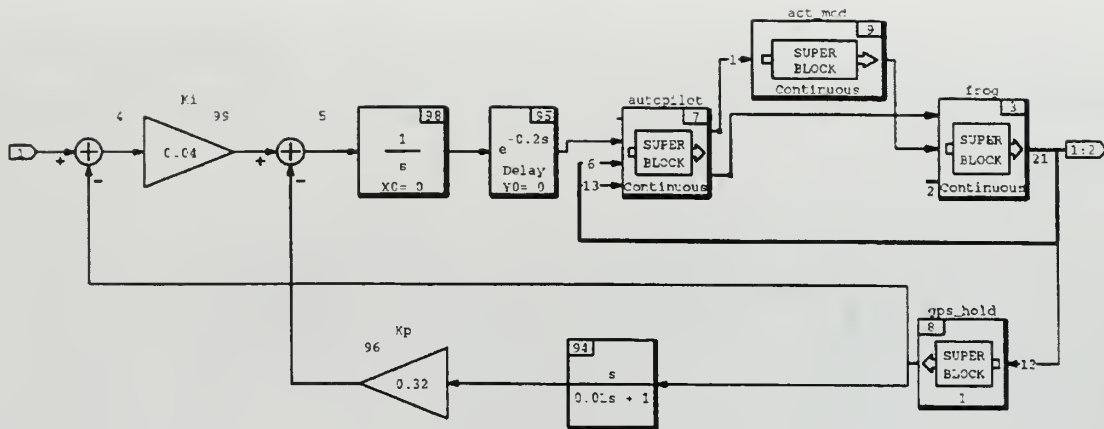 act_mod
9
SUPER
BLOCK
Continuous
1
autopilot
7
SUPER
BLOCK
Continuous
6
13
frog
3
SUPER
BLOCK
Continuous
2
21
1:2
Ki
4
99
0.04
+
-
5
+
-
98
1
s
X0= 0
95
e-0.2s
Delay
Y0= 0
gps_hold
8
SUPER
BLOCK
1
Kp
96
0.32
94
s
0.01s + 1